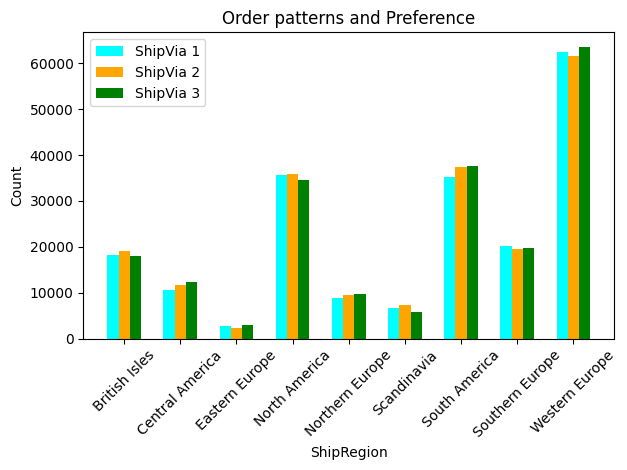 Order patterns and Preference
ShipVia 1
ShipVia 2
ShipVia 3
Count
60000
50000
40000
30000
20000
10000
0
British Isles
Central America
Eastern Europe
North America
Northern Europe
Scandinavia
South America
Southern Europe
Western Europe
ShipRegion